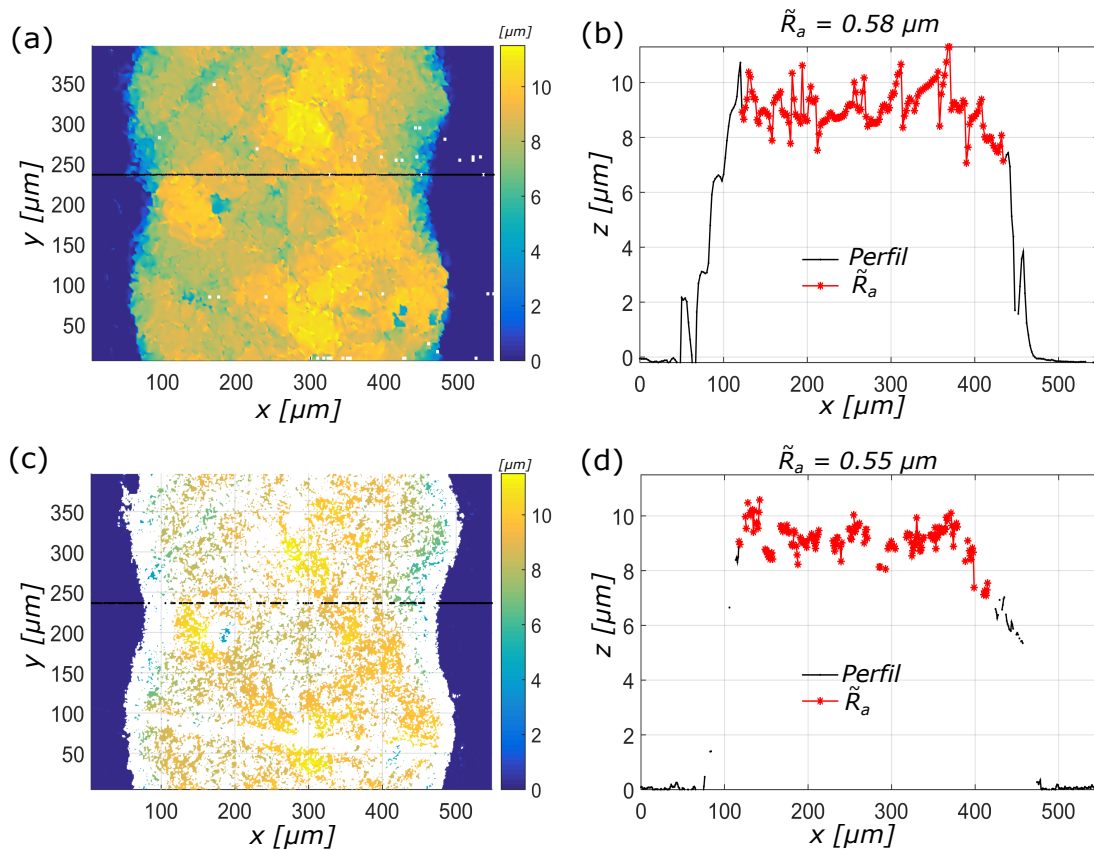 (a)
[µm]
350
300
250
200
150
100
50
y [µm]
100 200 300 400 500
x [µm]
10
8
6
4
2
0
(b)
R̃a = 0.58 µm
10
8
6
4
2
0
z [µm]
Perfil
R̃a
0 100 200 300 400 500
x [µm]
(c)
[µm]
350
300
250
200
150
100
50
y [µm]
100 200 300 400 500
x [µm]
10
8
6
4
2
0
(d)
R̃a = 0.55 µm
10
8
6
4
2
0
z [µm]
Perfil
R̃a
0 100 200 300 400 500
x [µm]